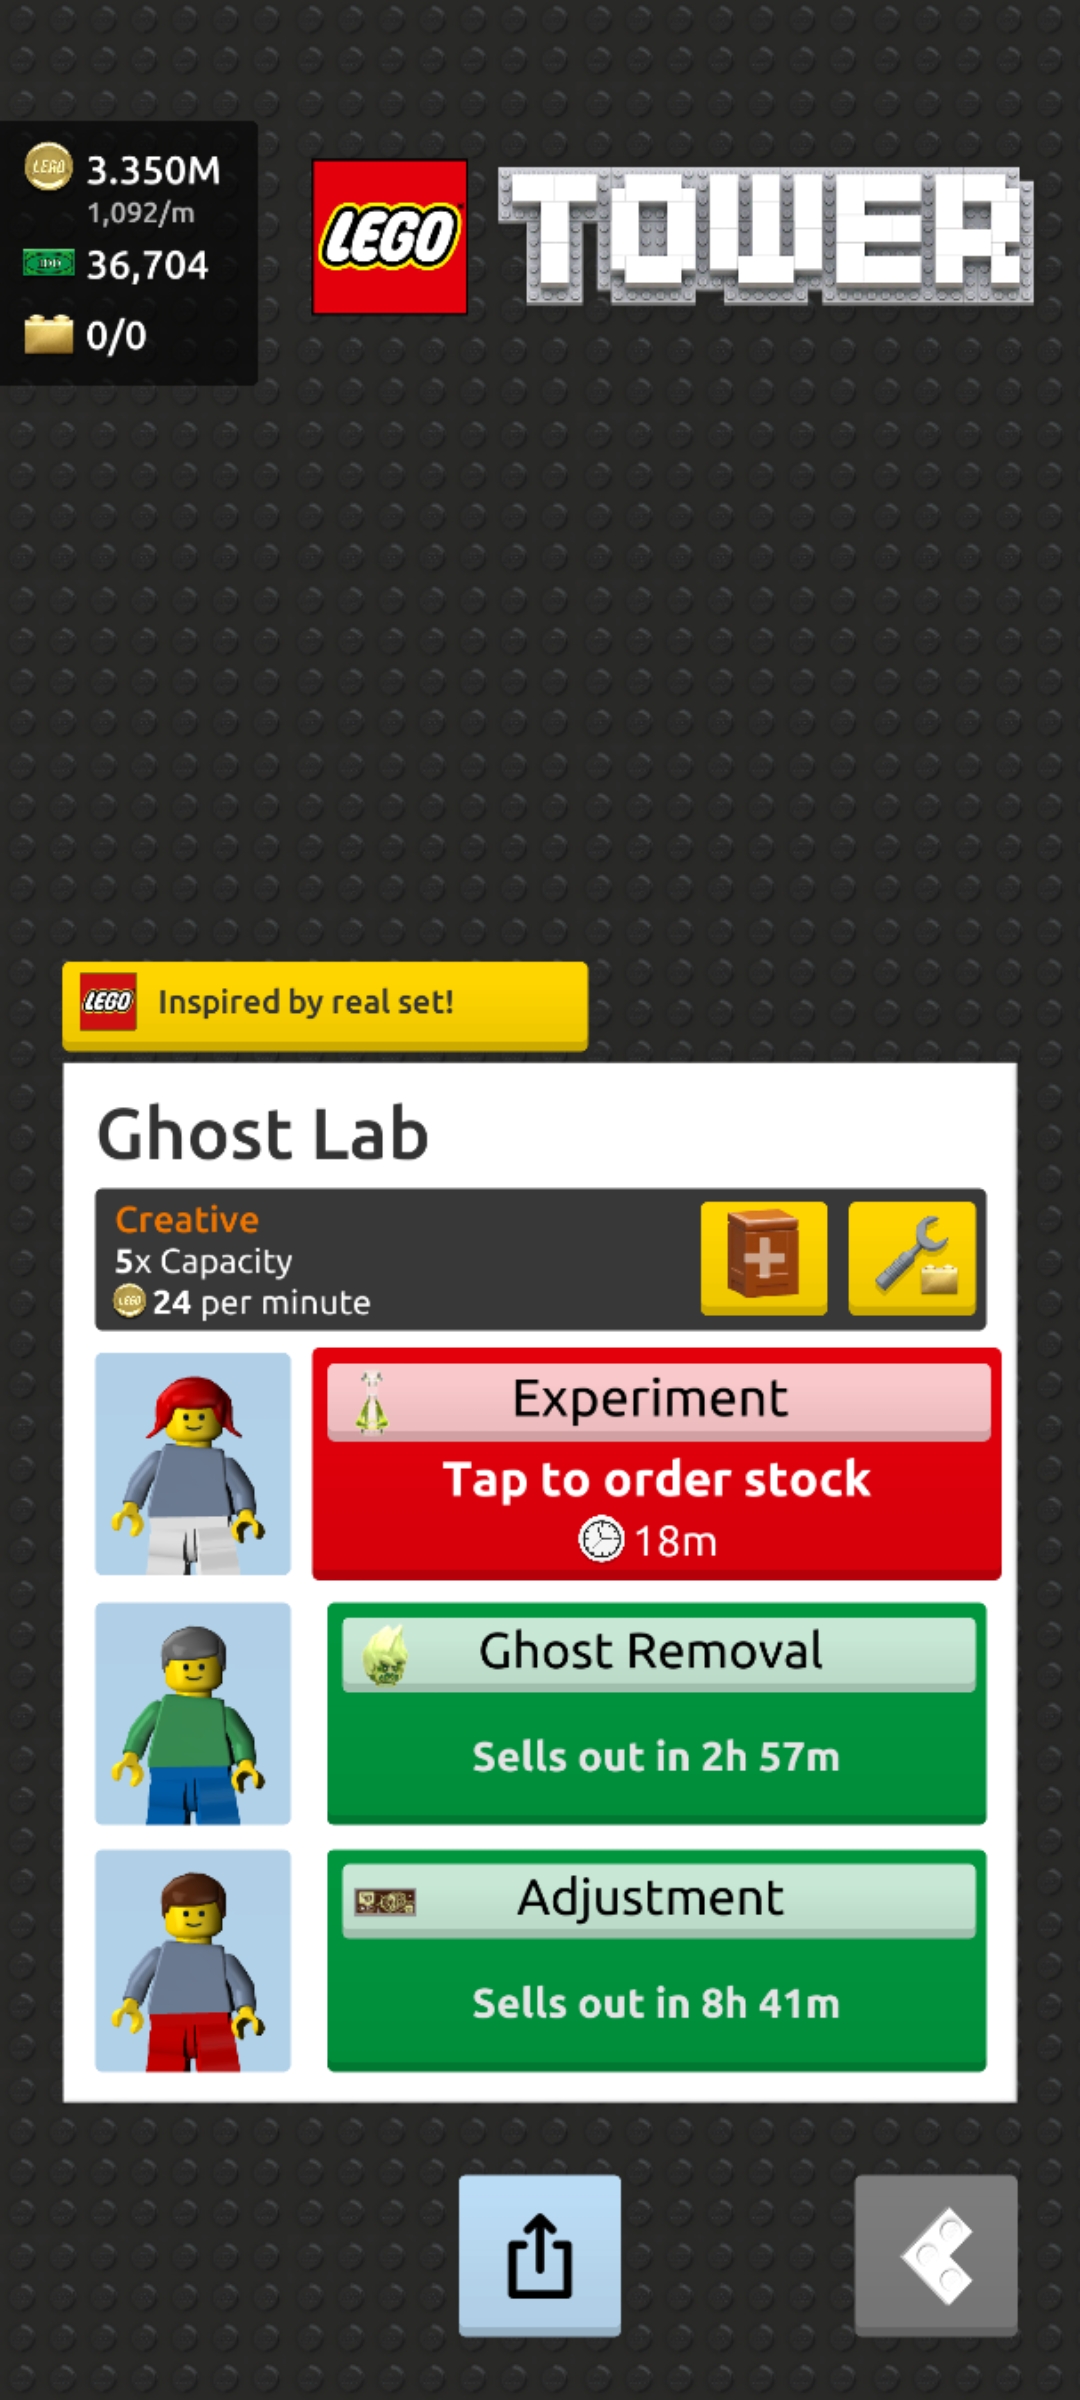 3.350M
1,092/m
36,704
0/0
LEGO TOWER
LEGO Inspired by real set!
Ghost Lab
Creative
5x Capacity
24 per minute
Experiment
Tap to order stock
18m
Ghost Removal
Sells out in 2h 57m
Adjustment
Sells out in 8h 41m